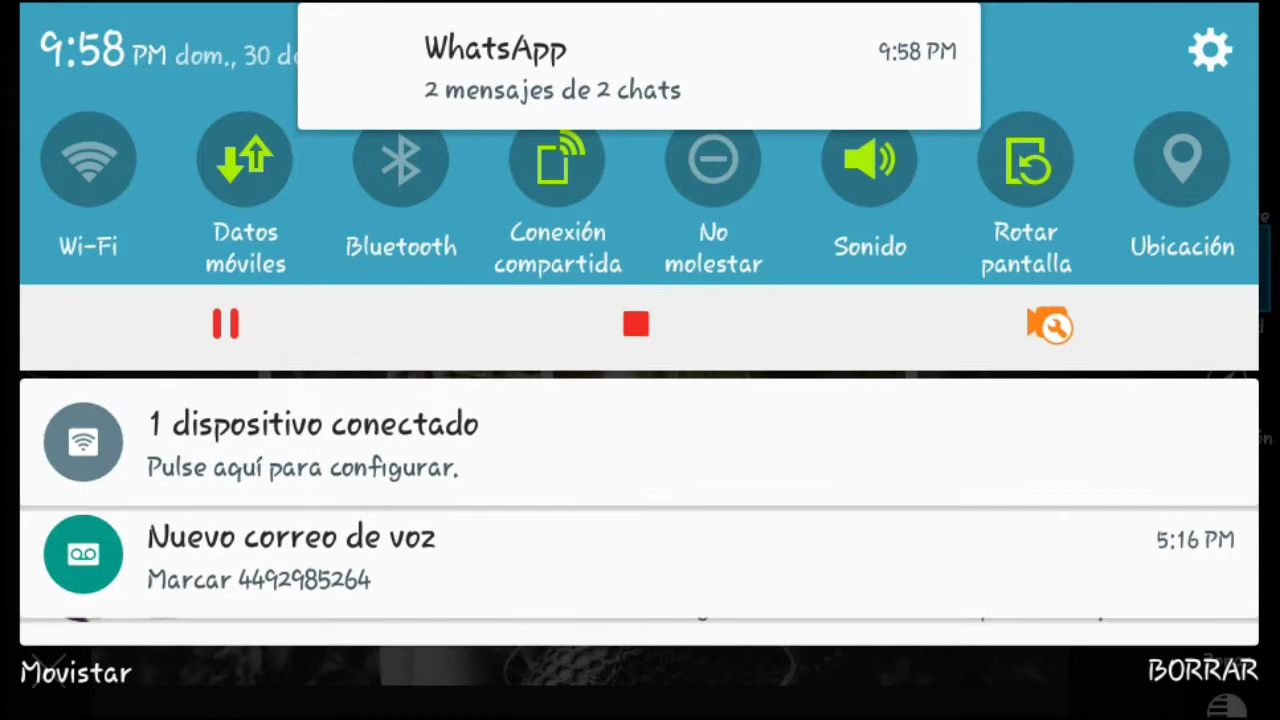 9:58 PM dom., 30 d
WhatsApp
9:58 PM
2 mensajes de 2 chats
Wi-Fi
Datos
móviles
Bluetooth
Conexión
compartida
No
molestar
Sonido
Rotar
pantalla
Ubicación
1 dispositivo conectado
Pulse aquí para configurar.
Nuevo correo de voz
5:16 PM
Marcar 4492985264
Movistar
BORRAR